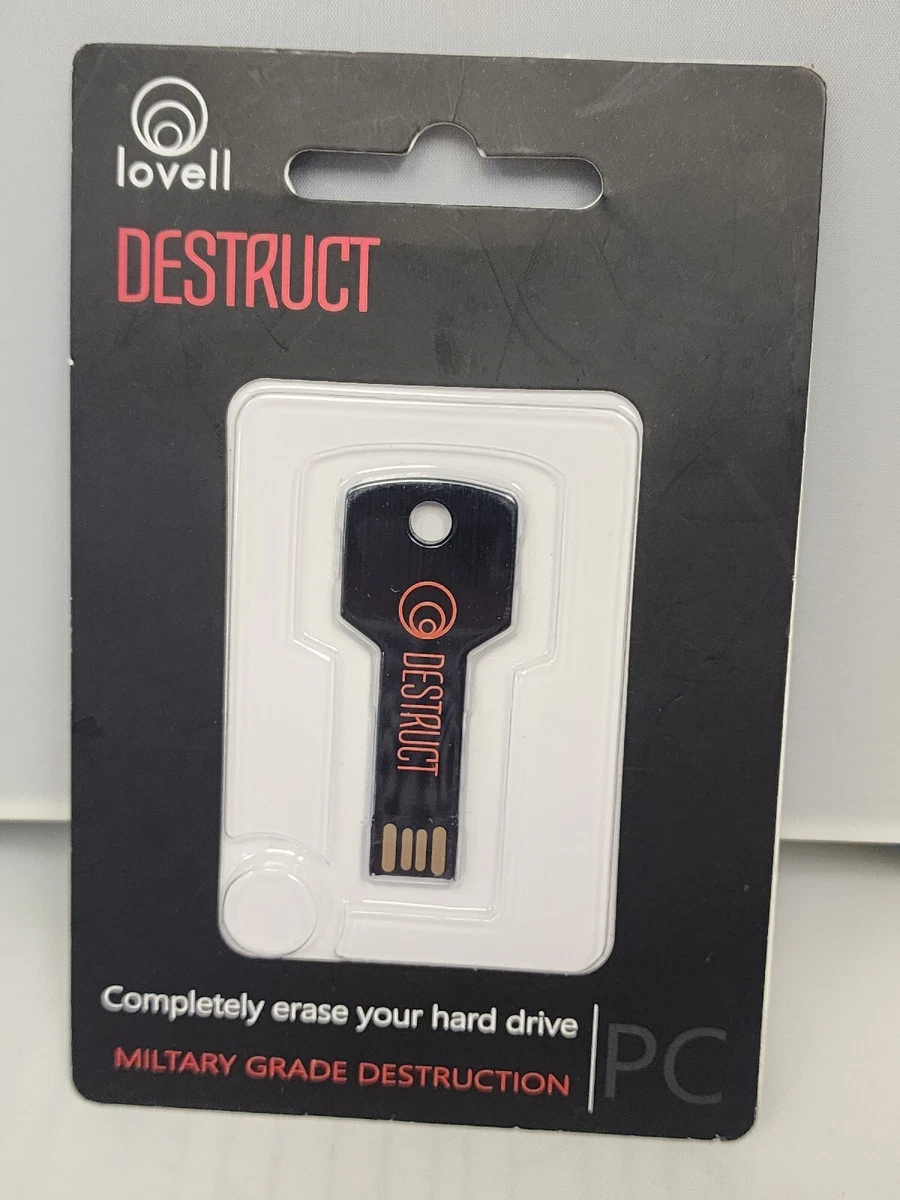 lovell
DESTRUCT
DESTRUCT
Completely erase your hard drive
MILTARY GRADE DESTRUCTION
PC